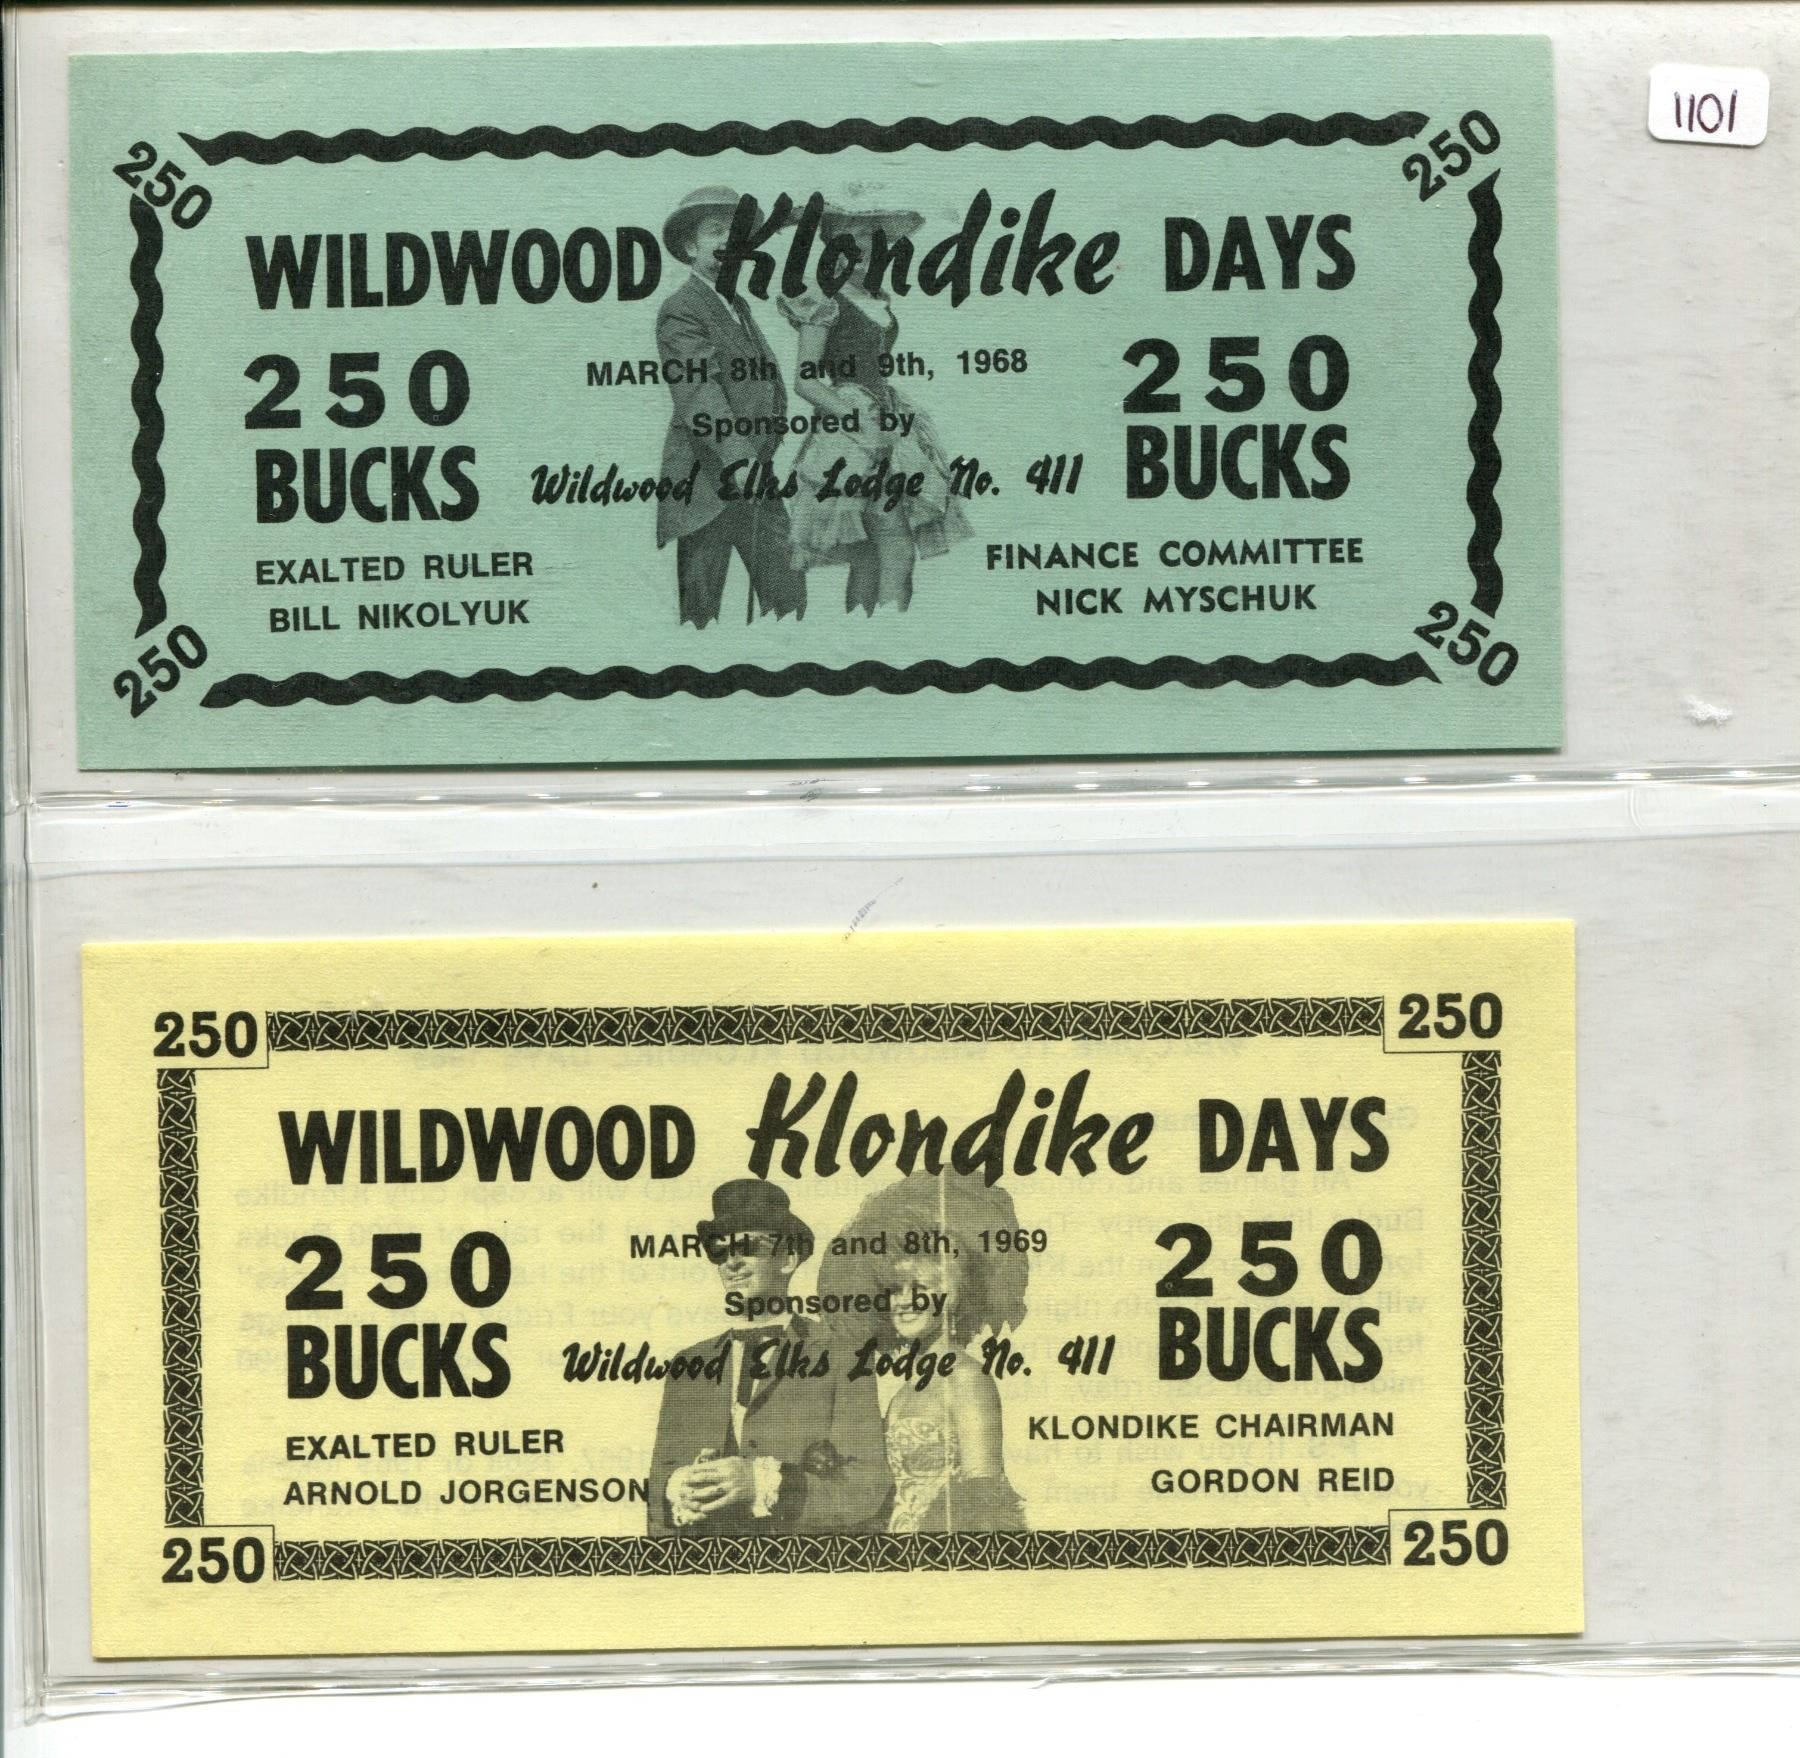 1101
250 250
WILDWOOD Klondike DAYS
250 MARCH 8th and 9th, 1968 250
BUCKS Sponsored by BUCKS
Wildwood Elks Lodge No. 411
EXALTED RULER FINANCE COMMITTEE
BILL NIKOLYUK NICK MYSCHUK
250 250
250 250
WILDWOOD Klondike DAYS
250 MARCH 7th and 8th, 1969 250
BUCKS Sponsored by BUCKS
Wildwood Elks Lodge No. 411
EXALTED RULER KLONDIKE CHAIRMAN
ARNOLD JORGENSON GORDON REID
250 250